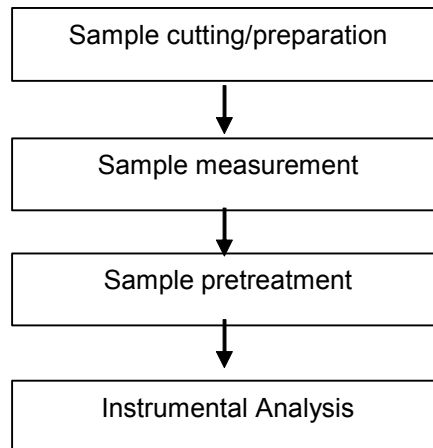 Sample cutting/preparation
Sample measurement
Sample pretreatment
Instrumental Analysis